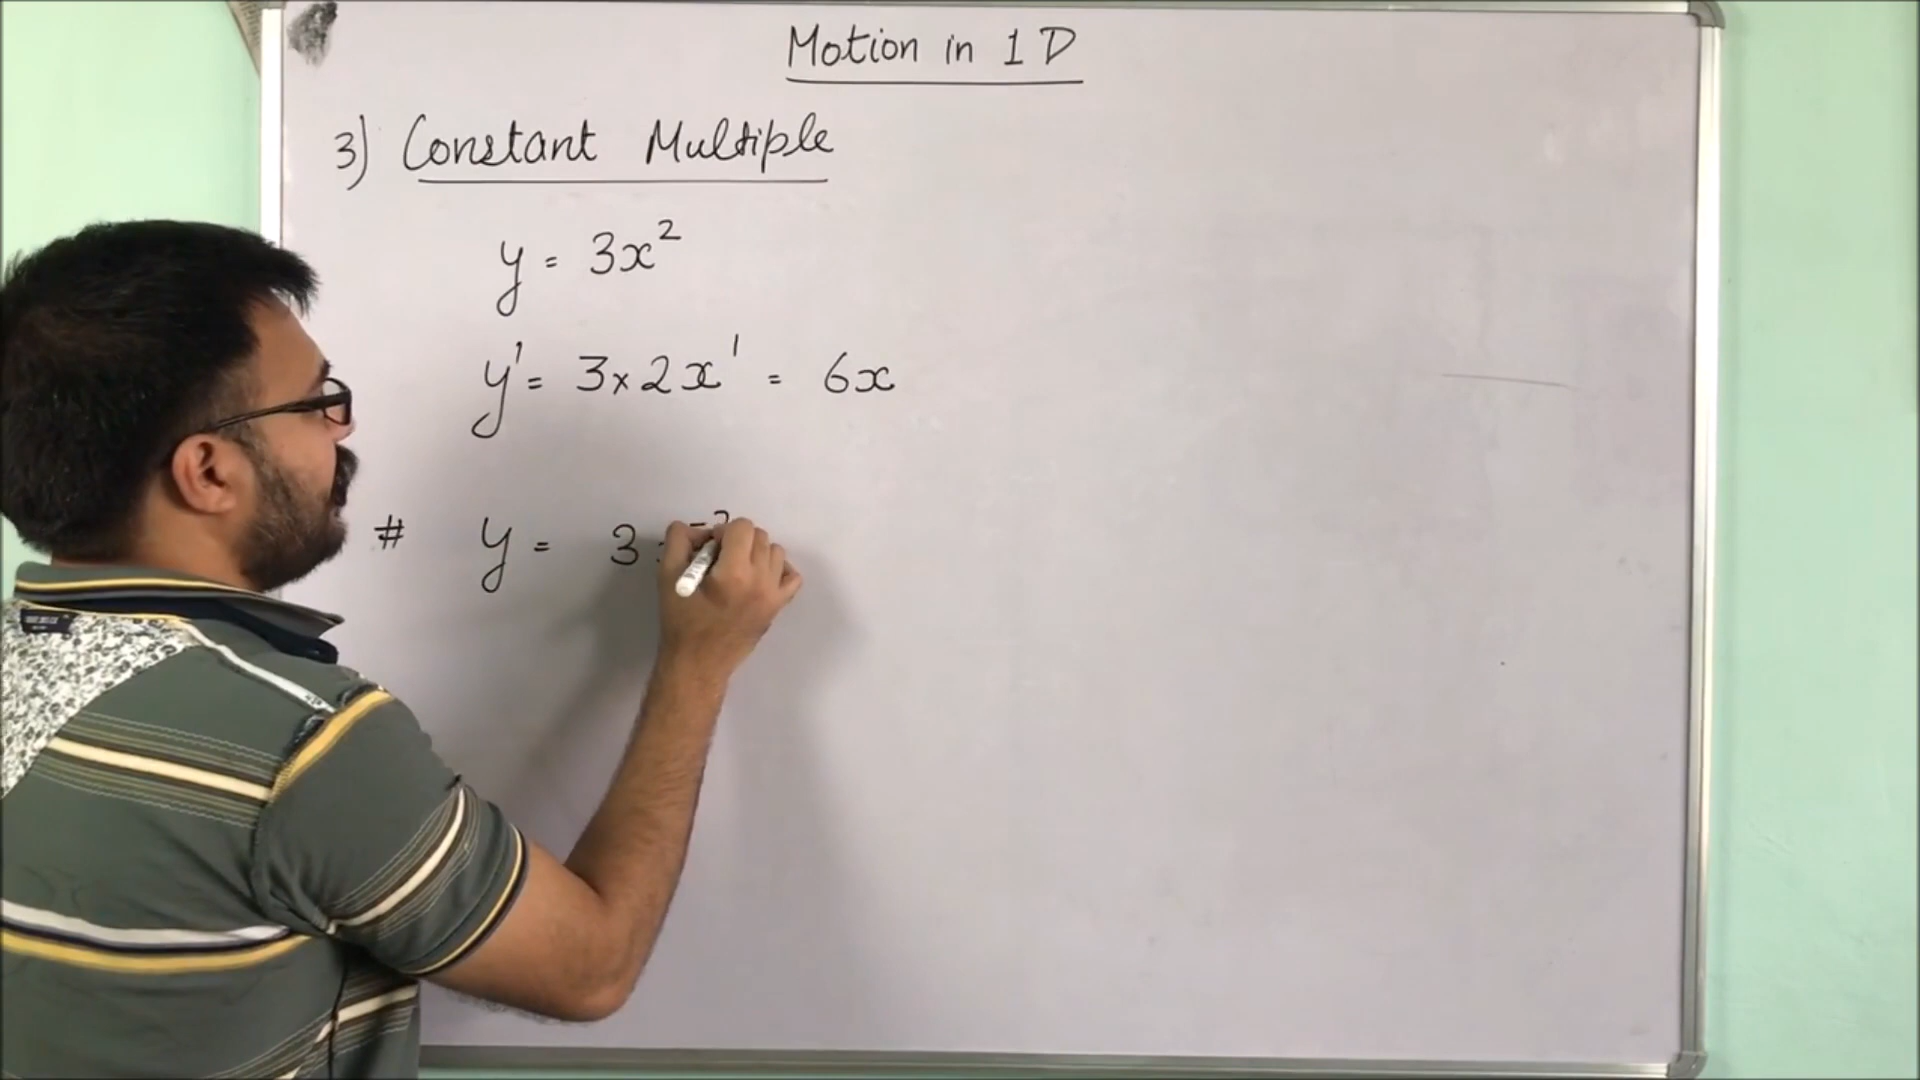 Motion in 1 D
3) Constant Multiple
y = 3x²
y' = 3 x 2x¹ = 6x
# y = 3